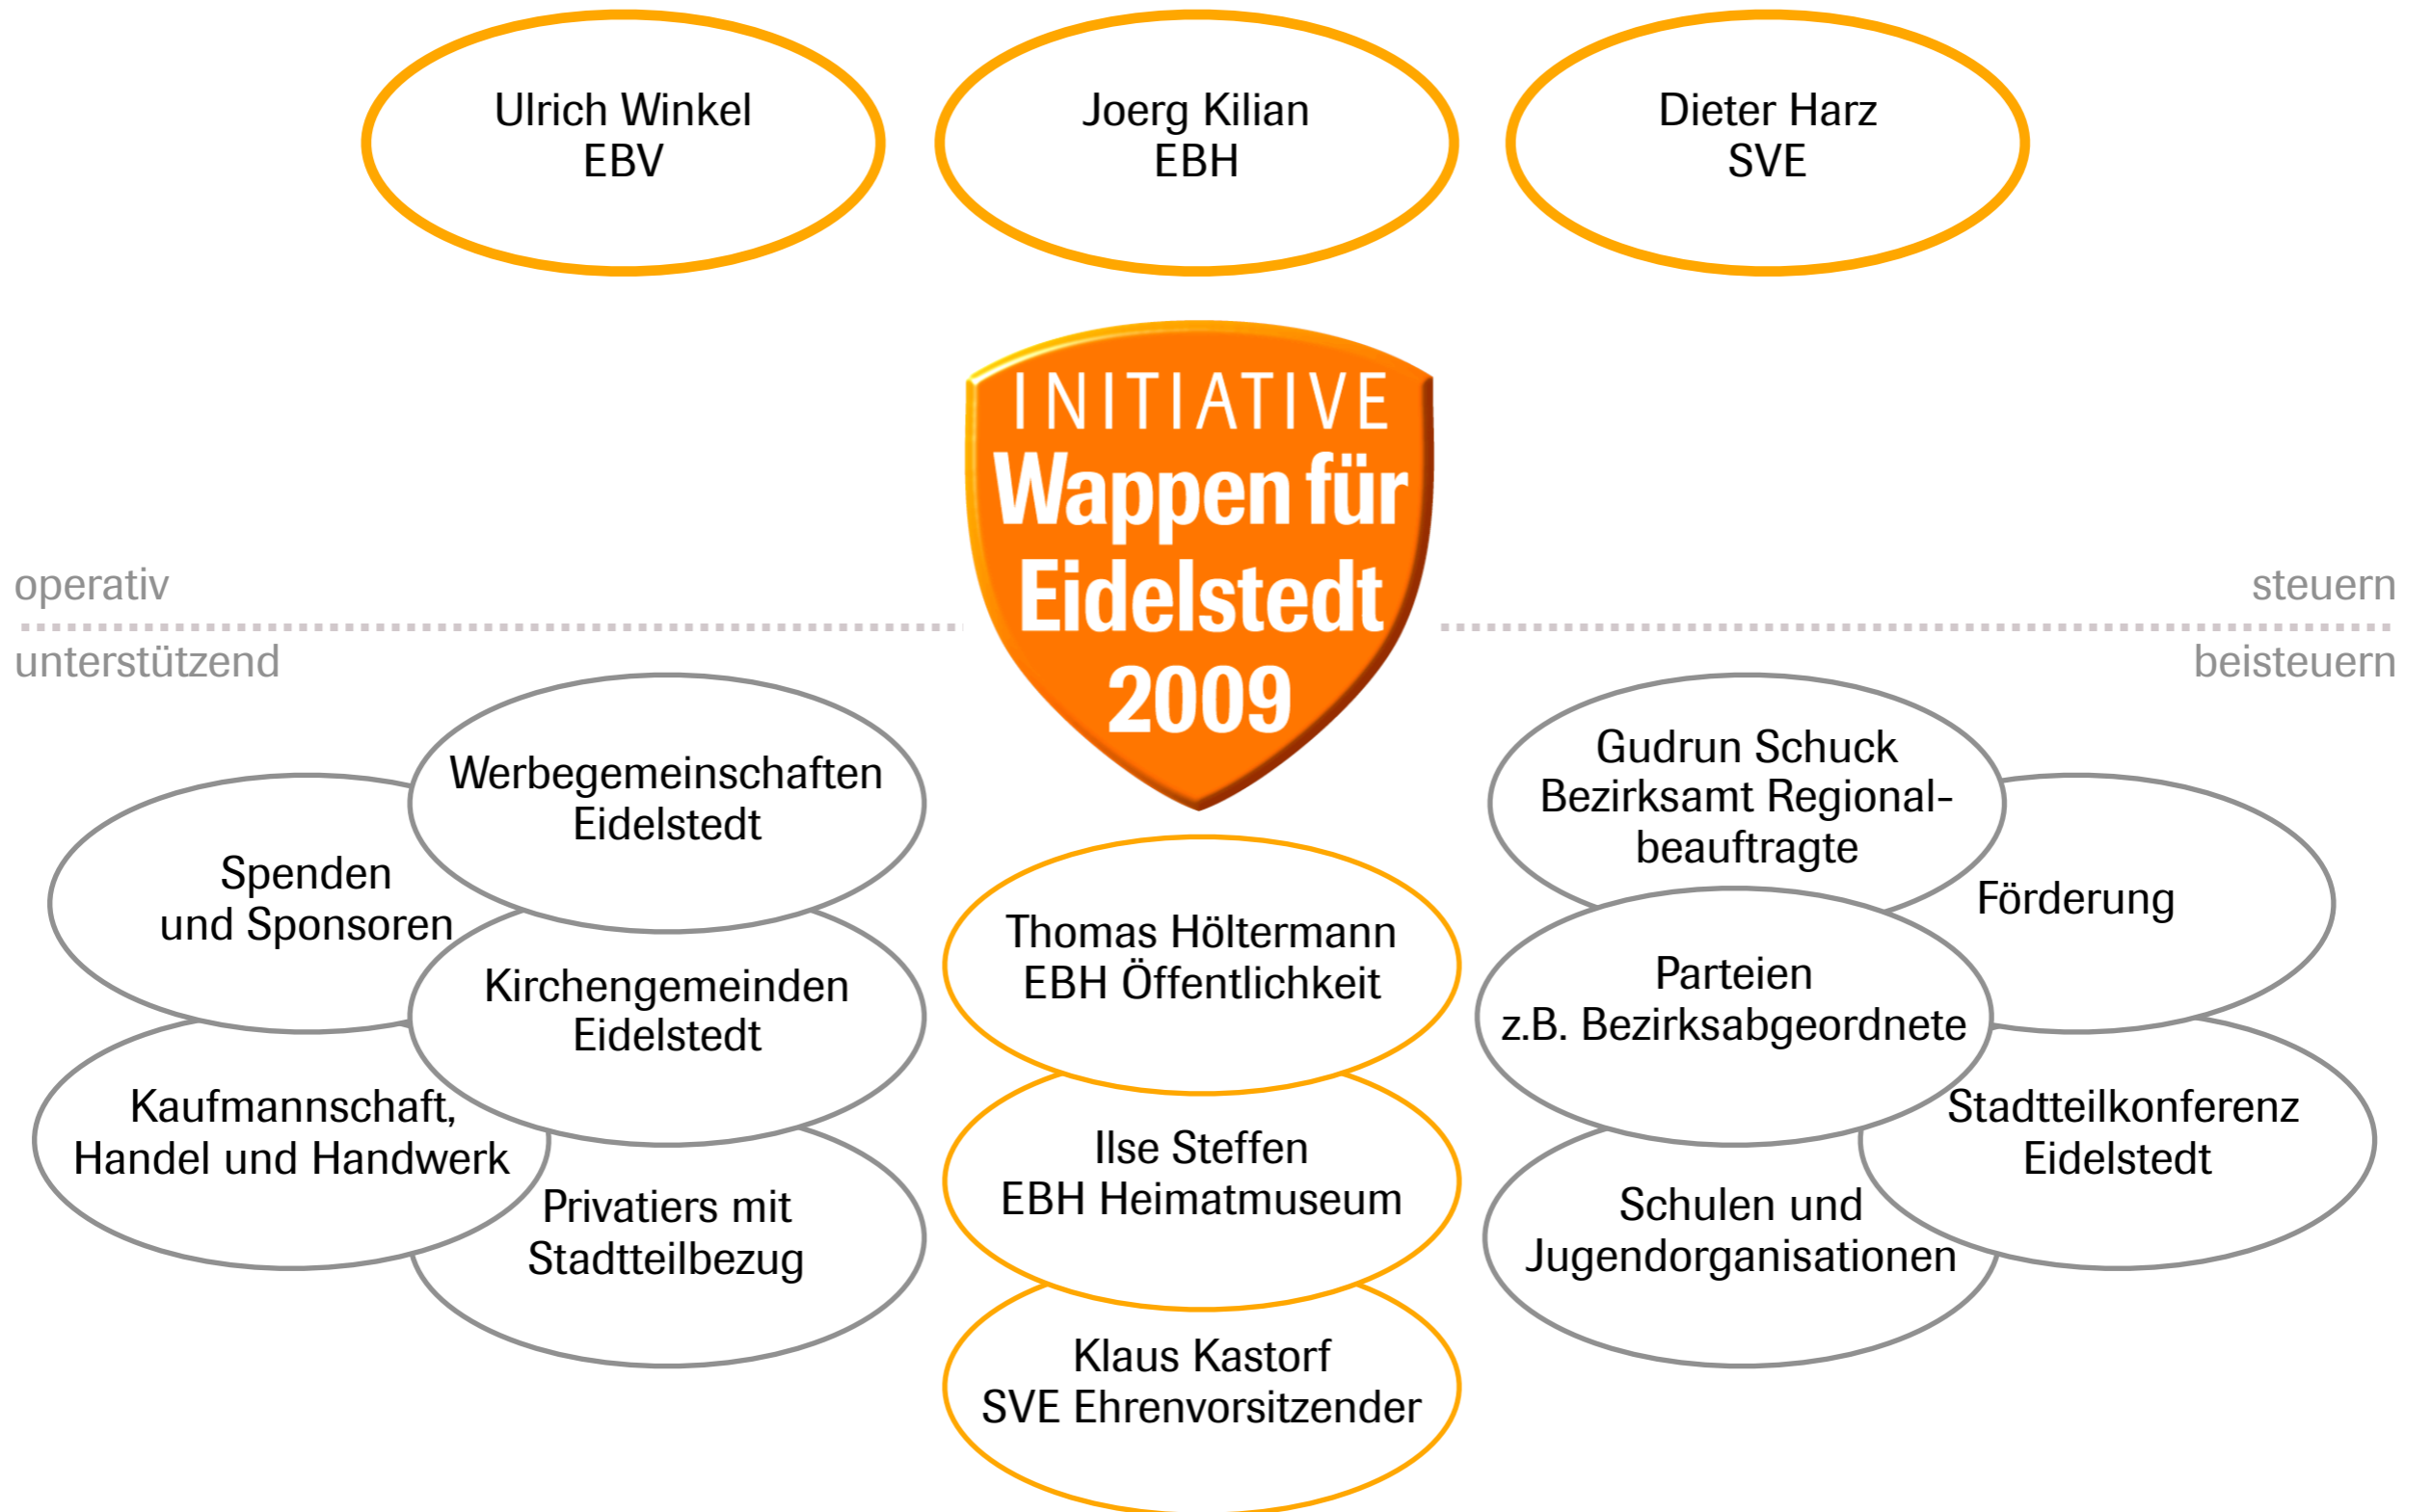 Ulrich Winkel
EBV
Joerg Kilian
EBH
Dieter Harz
SVE
INITIATIVE
Wappen für
Eidelstedt
2009
operativ
steuern
unterstützend
beisteuern
Werbegemeinschaften
Eidelstedt
Spenden
und Sponsoren
Kirchengemeinden
Eidelstedt
Kaufmannschaft,
Handel und Handwerk
Privatiers mit
Stadtteilbezug
Thomas Höltermann
EBH Öffentlichkeit
Ilse Steffen
EBH Heimatmuseum
Klaus Kastorf
SVE Ehrenvorsitzender
Gudrun Schuck
Bezirksamt Regional-
beauftragte
Förderung
Parteien
z.B. Bezirksabgeordnete
Stadtteilkonferenz
Eidelstedt
Schulen und
Jugendorganisationen